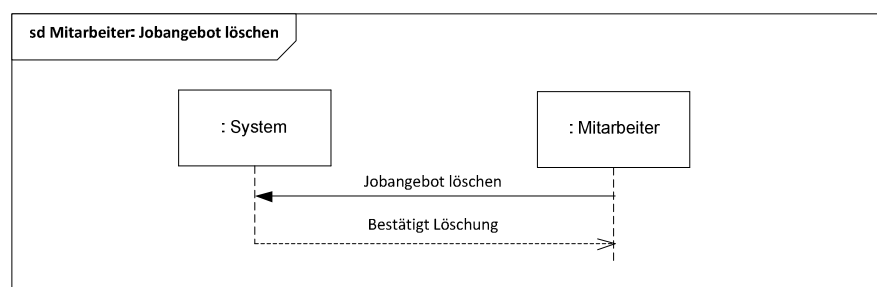 sd Mitarbeiter: Jobangebot löschen
: System
: Mitarbeiter
Jobangebot löschen
Bestätigt Löschung